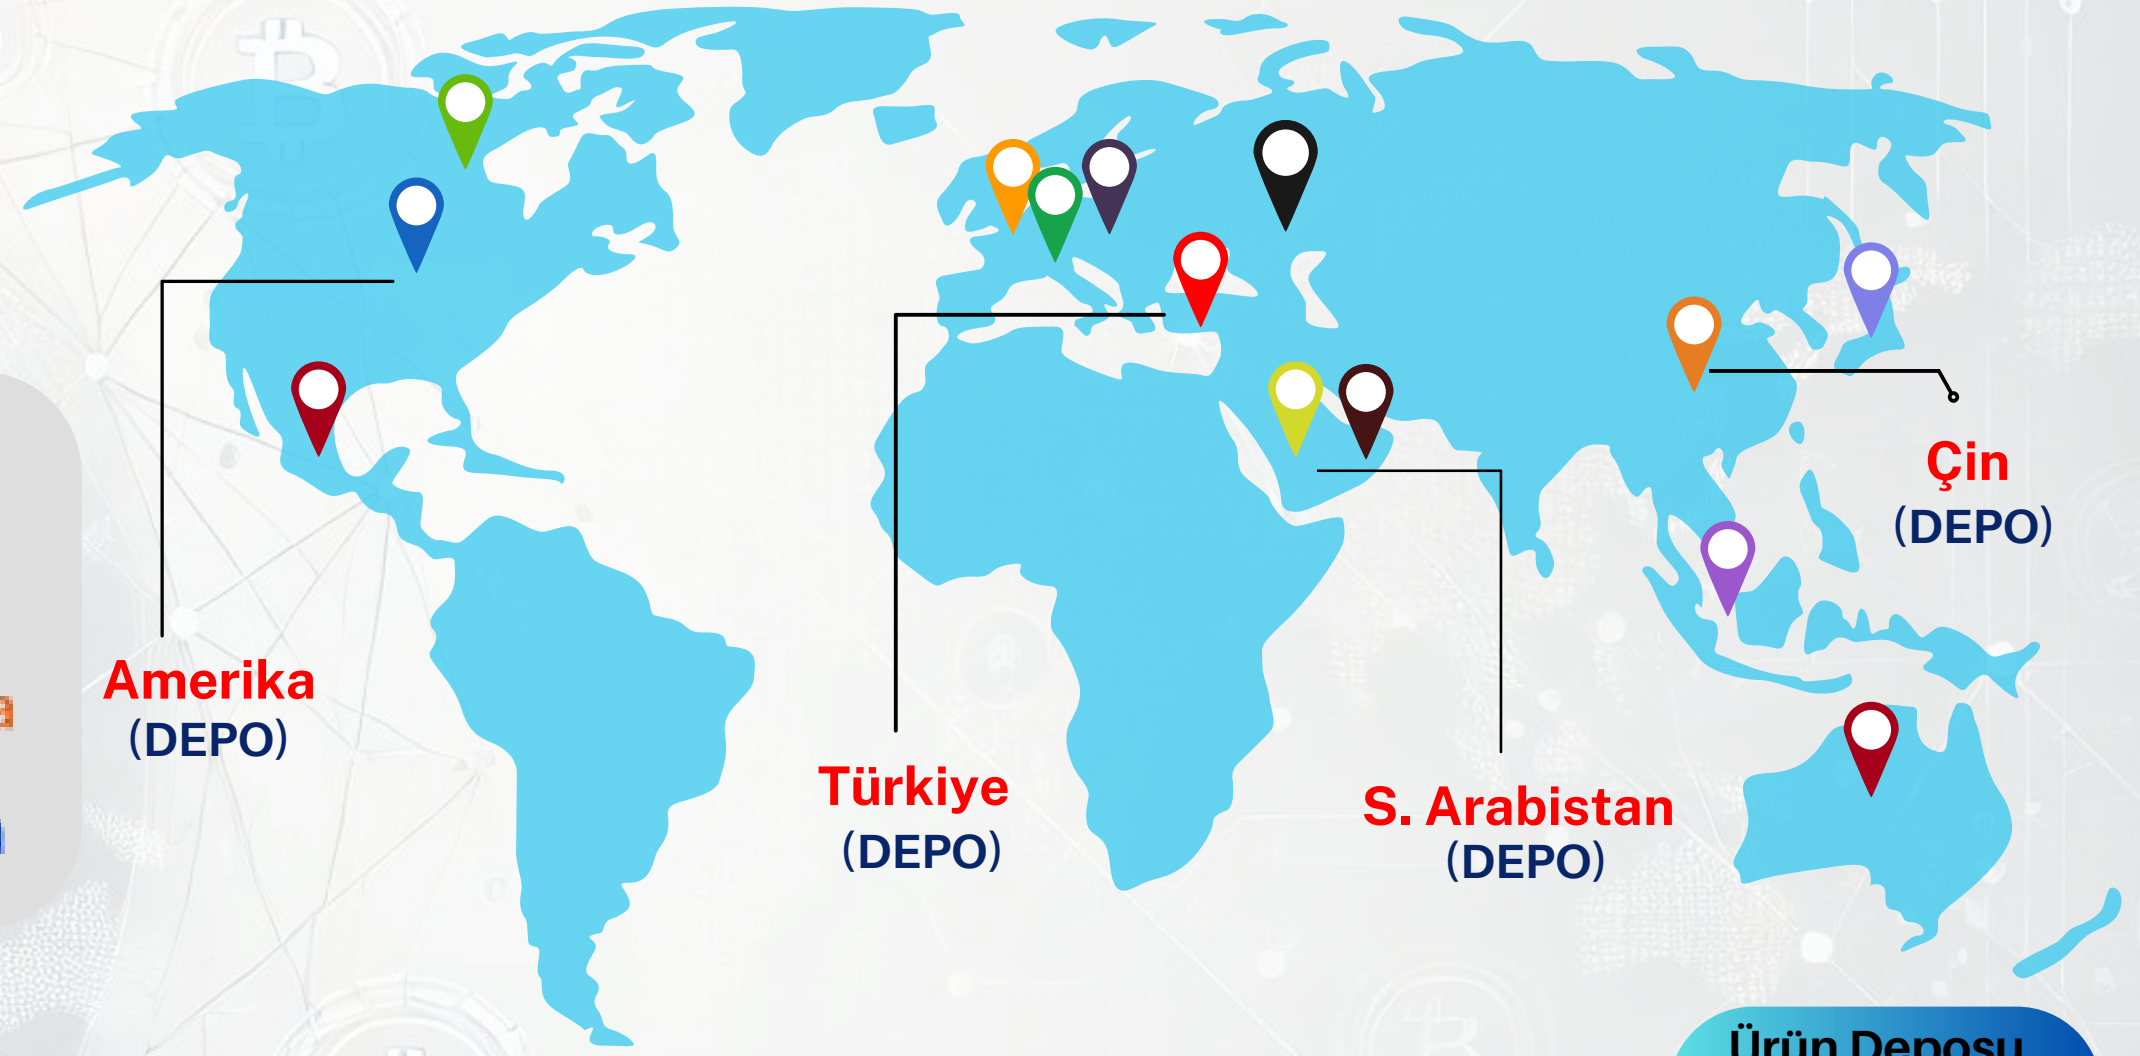 Çin
(DEPO)
Amerika
(DEPO)
Türkiye
(DEPO)
S. Arabistan
(DEPO)
Ürün Deposu